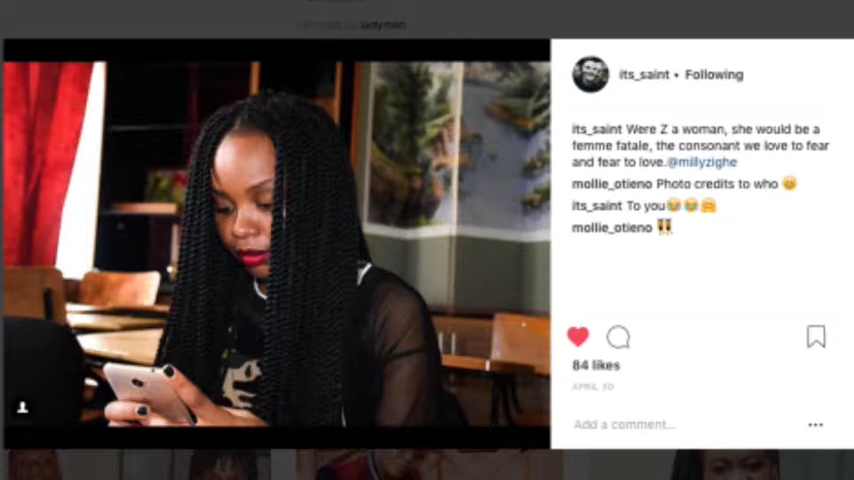 its_saint • Following
its_saint Were Z a woman, she would be a
femme fatale, the consonant we love to fear
and fear to love.@millyzighe
mollie_otieno Photo credits to who 😄
its_saint To you😂😂🤗
mollie_otieno 👯
84 likes
APRIL 30
Add a comment...